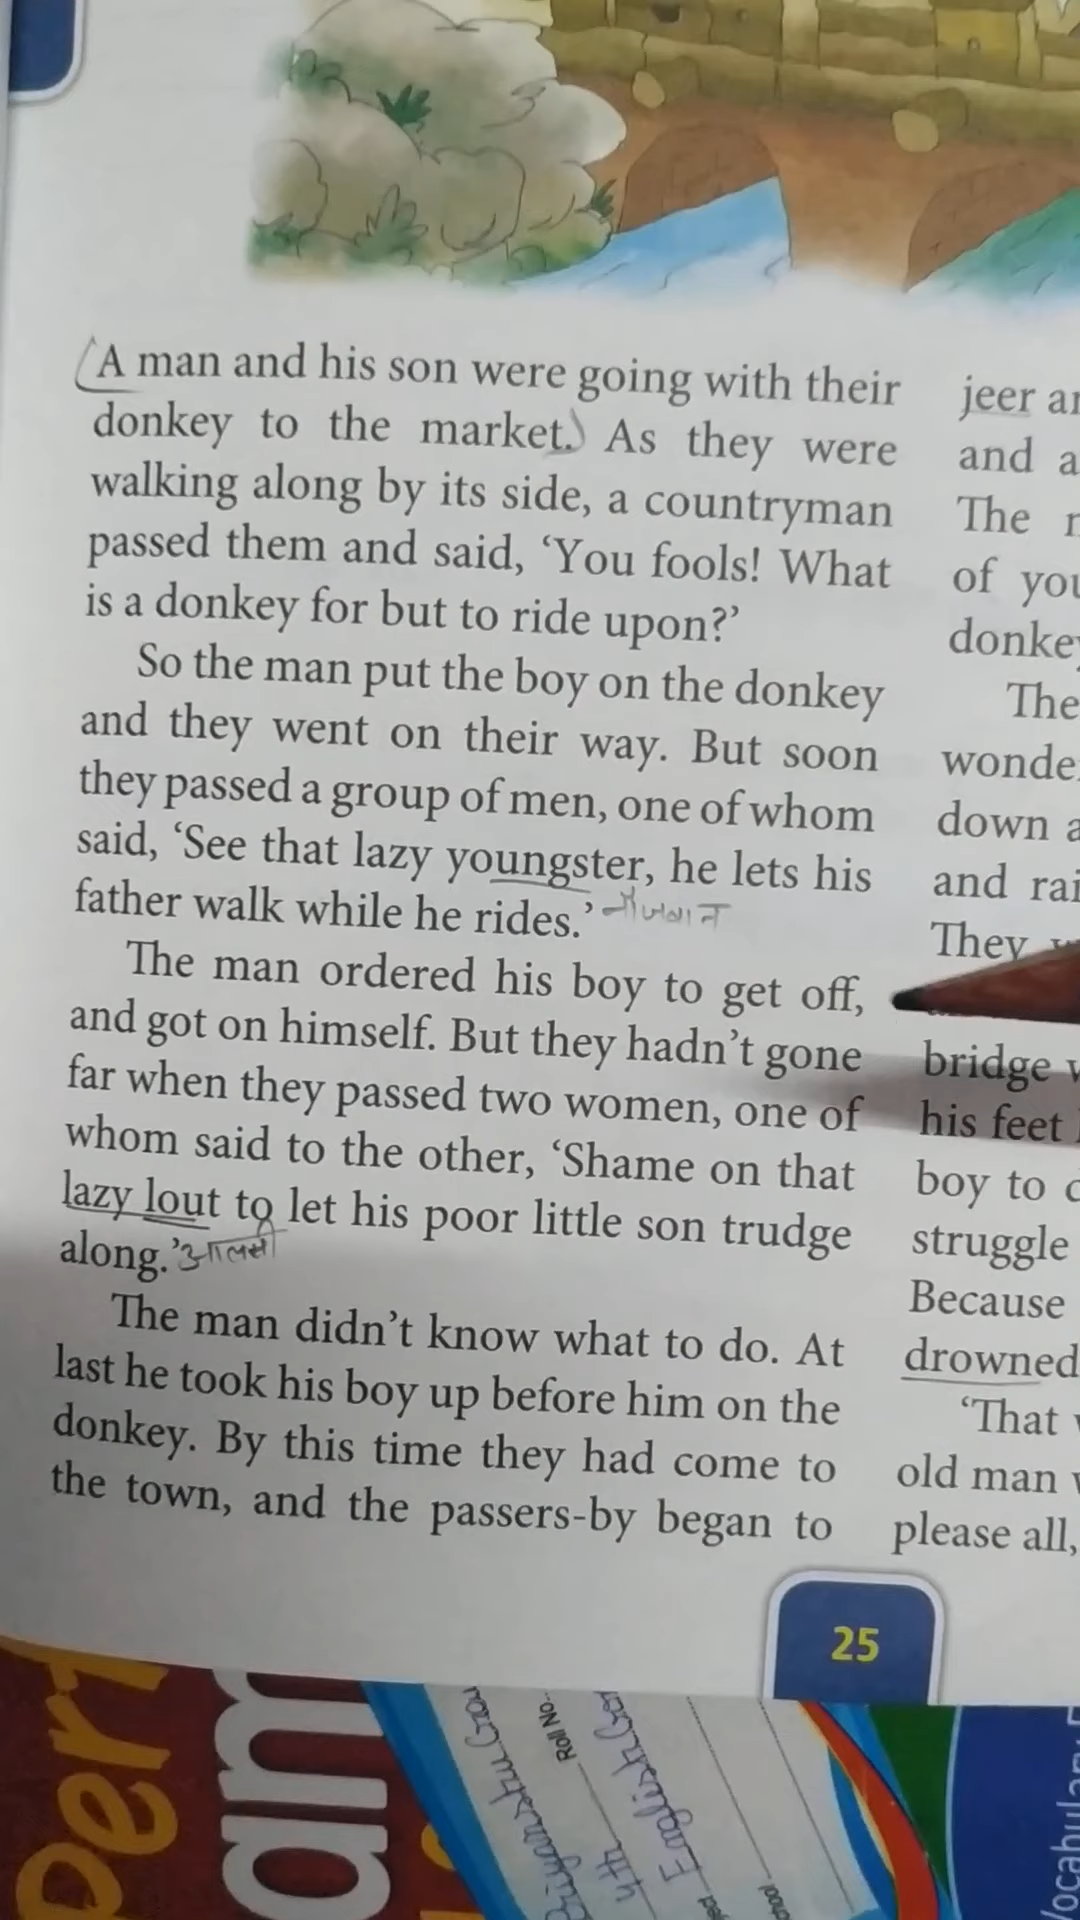 A man and his son were going with their
donkey to the market. As they were
walking along by its side, a countryman
passed them and said, ‘You fools! What
is a donkey for but to ride upon?’
So the man put the boy on the donkey
and they went on their way. But soon
they passed a group of men, one of whom
said, ‘See that lazy youngster, he lets his
father walk while he rides.’ नौजवान
The man ordered his boy to get off,
and got on himself. But they hadn’t gone
far when they passed two women, one of
whom said to the other, ‘Shame on that
lazy lout to let his poor little son trudge
along.’ आलसी
The man didn’t know what to do. At
last he took his boy up before him on the
donkey. By this time they had come to
the town, and the passers-by began to
jeer
and a
The
of
donkey
The
down a
and
They
bridge
his feet
boy to
struggle
Because
drowned
‘That
old man
please all,
25
Roll No.
4th
English